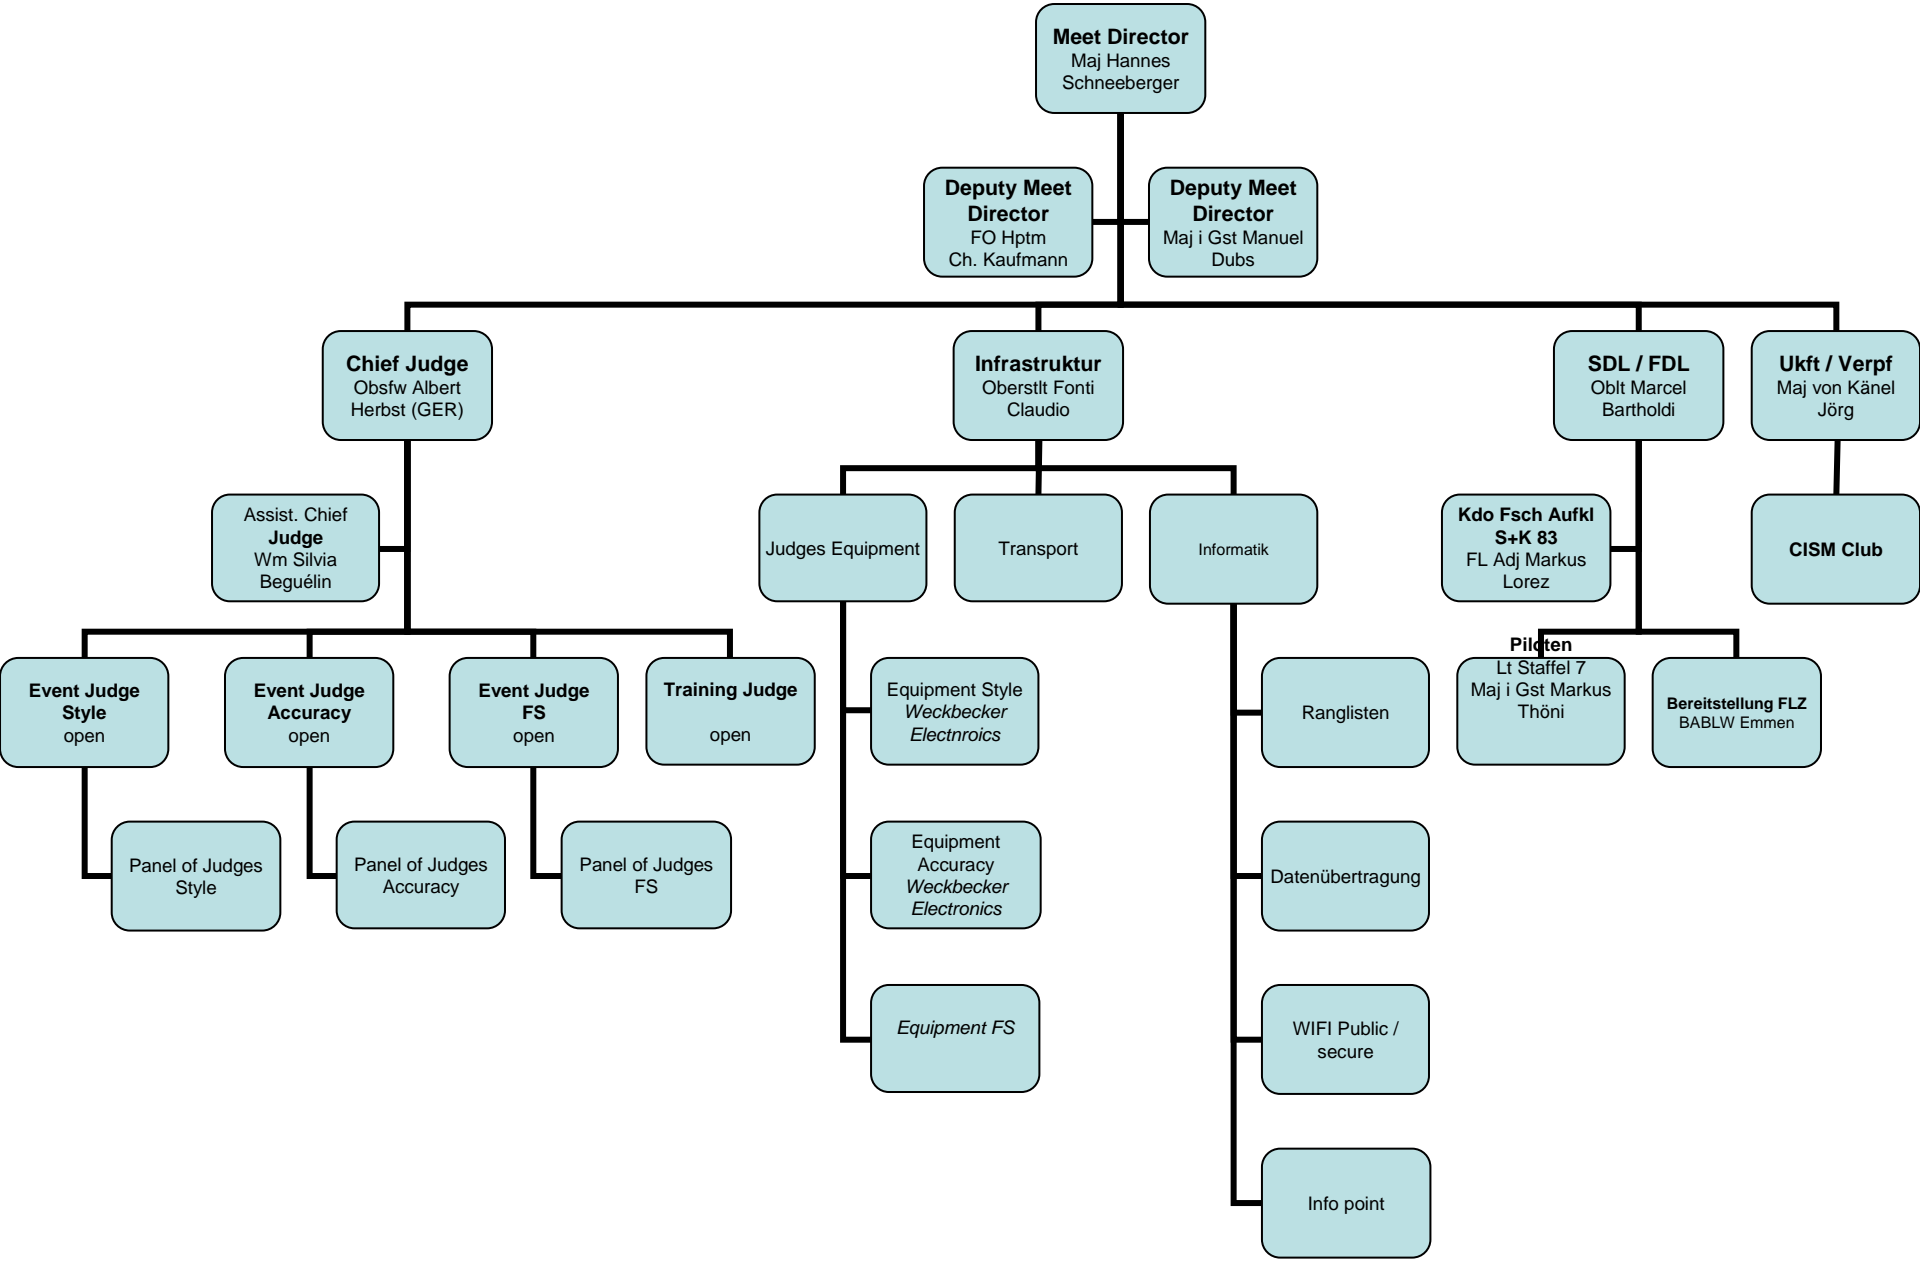 Meet Director
Maj Hannes
Schneeberger
Deputy Meet
Director
FO Hptm
Ch. Kaufmann
Deputy Meet
Director
Maj i Gst Manuel
Dubs
Chief Judge
Obsfw Albert
Herbst (GER)
Infrastruktur
Oberstlt Fonti
Claudio
SDL / FDL
Oblt Marcel
Bartholdi
Ukft / Verpf
Maj von Känel
Jörg
Assist. Chief
Judge
Wm Silvia
Beguélin
Judges Equipment
Transport
Informatik
Kdo Fsch Aufkl
S+K 83
FL Adj Markus
Lorez
CISM Club
Event Judge
Style
open
Event Judge
Accuracy
open
Event Judge
FS
open
Training Judge
open
Equipment Style
Weckbecker
Electnroics
Ranglisten
Piloten
Lt Staffel 7
Maj i Gst Markus
Thöni
Bereitstellung FLZ
BABLW Emmen
Panel of Judges
Style
Panel of Judges
Accuracy
Panel of Judges
FS
Equipment
Accuracy
Weckbecker
Electronics
Datenübertragung
Equipment FS
WIFI Public /
secure
Info point